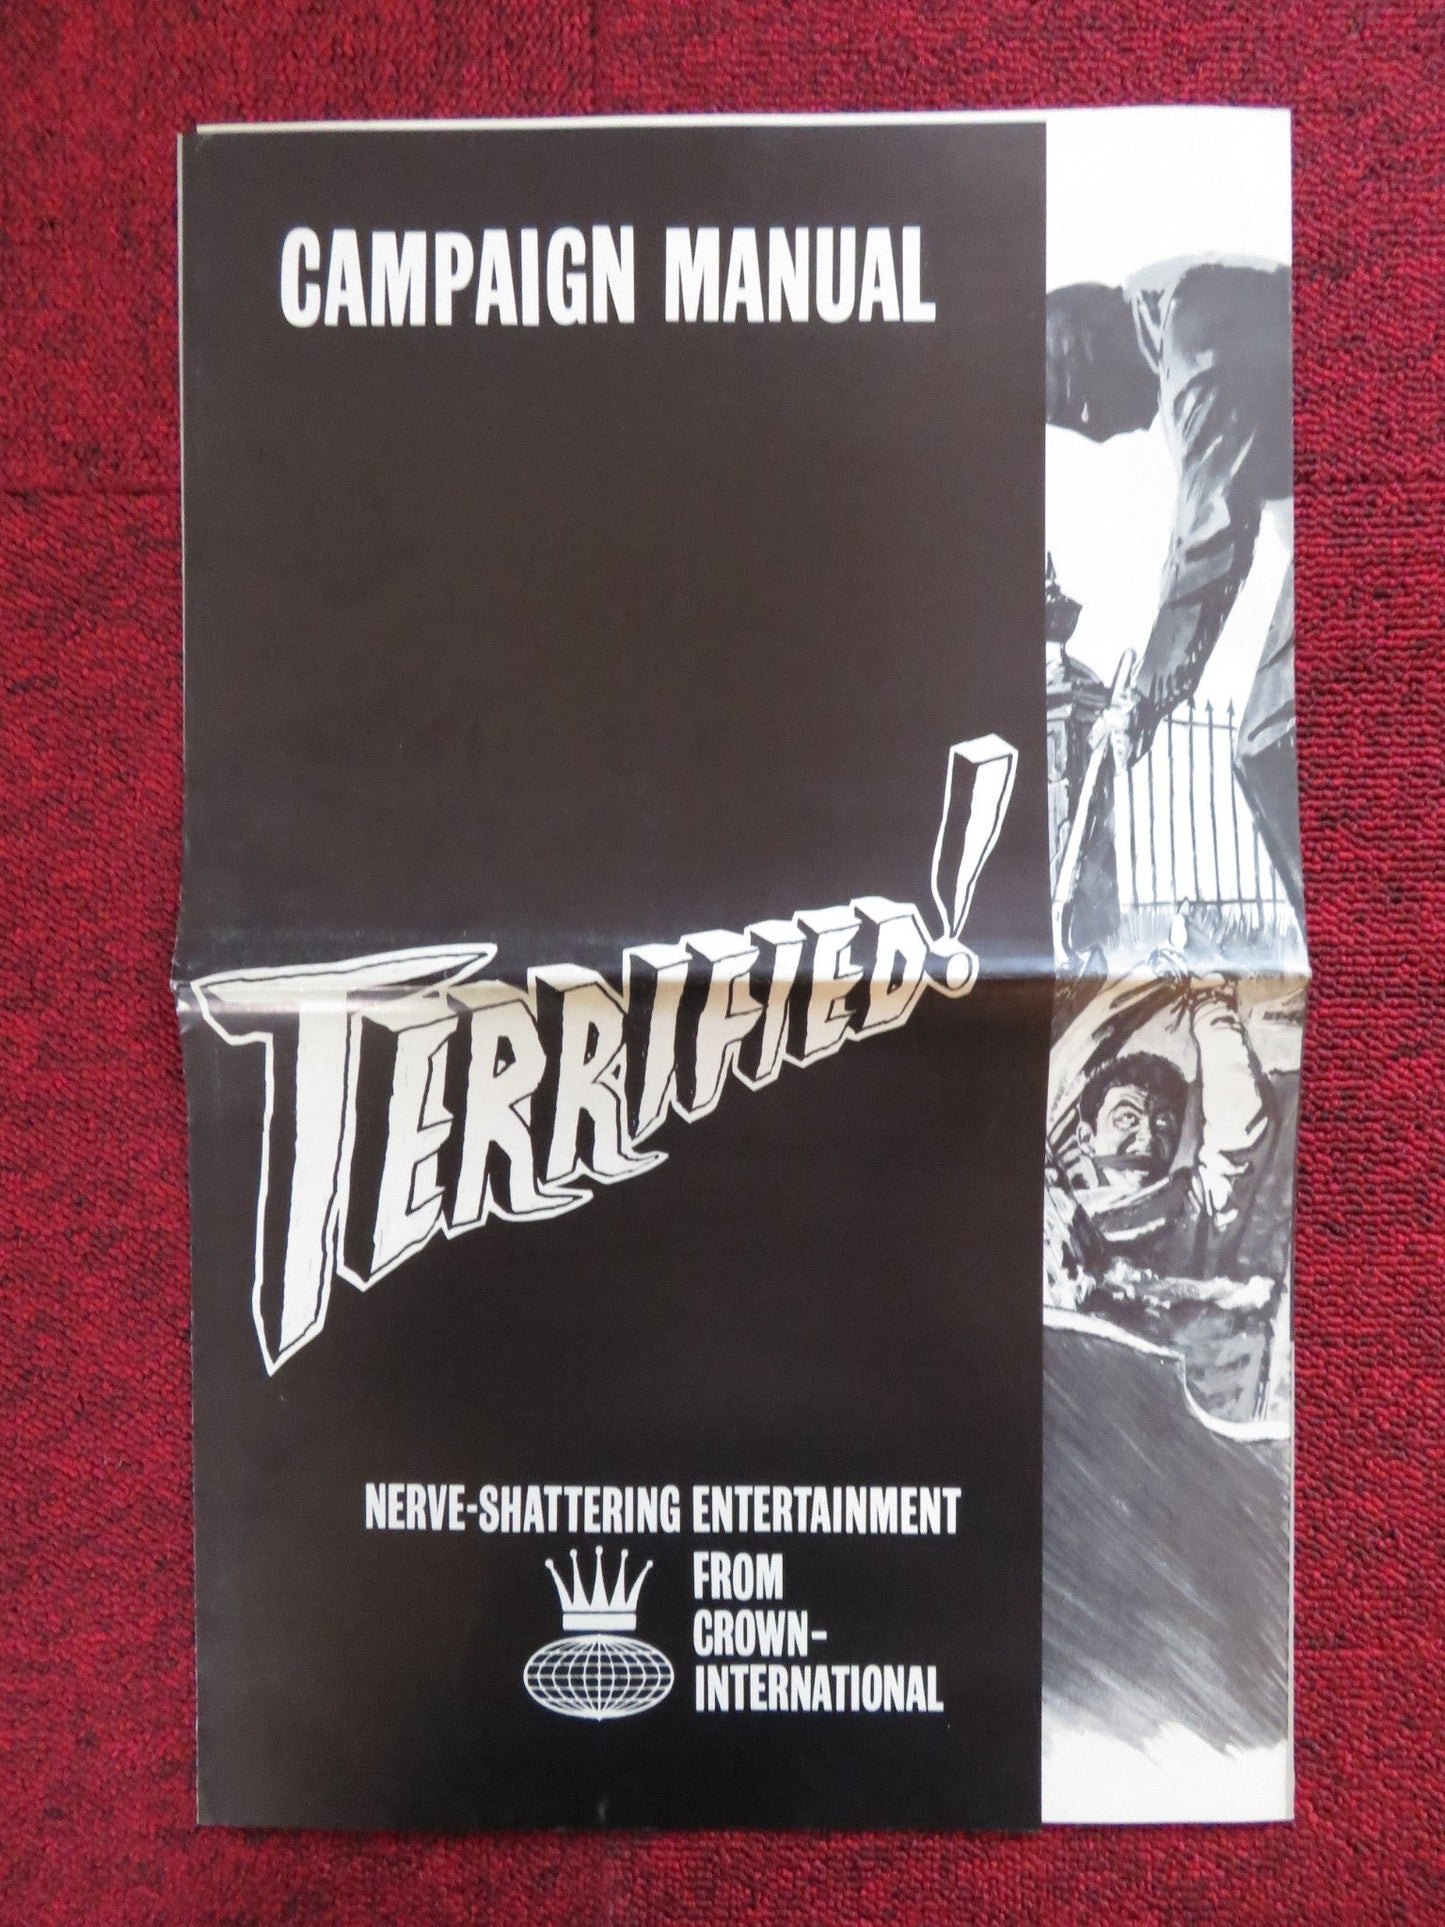 CAMPAIGN MANUAL
TERRIFIED!
NERVE-SHATTERING ENTERTAINMENT
FROM
CROWN-
INTERNATIONAL